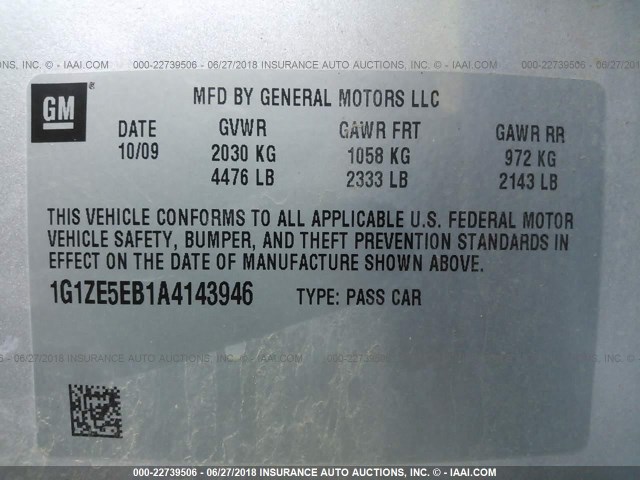 000-22739506 - 06/27/2018 INSURANCE AUTO AUCTIONS, INC. - © - IAAI.COM
GM
®
MFD BY GENERAL MOTORS LLC
DATE GVWR GAWR FRT GAWR RR
10/09 2030 KG 1058 KG 972 KG
4476 LB 2333 LB 2143 LB
THIS VEHICLE CONFORMS TO ALL APPLICABLE U.S. FEDERAL MOTOR
VEHICLE SAFETY, BUMPER, AND THEFT PREVENTION STANDARDS IN
EFFECT ON THE DATE OF MANUFACTURE SHOWN ABOVE.
1G1ZE5EB1A4143946 TYPE: PASS CAR
000-22739506 - 06/27/2018 INSURANCE AUTO AUCTIONS, INC. - © - IAAI.COM